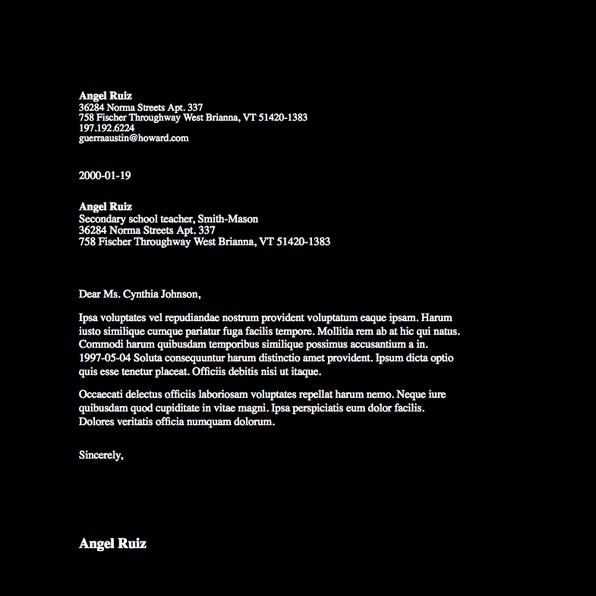 Angel Ruiz
36284 Norma Streets Apt. 337
758 Fischer Throughway West Brianna, VT 51420-1383
197.192.6224
guerraaustin@howard.com
2000-01-19
Angel Ruiz
Secondary school teacher, Smith-Mason
36284 Norma Streets Apt. 337
758 Fischer Throughway West Brianna, VT 51420-1383
Dear Ms. Cynthia Johnson,
Ipsa voluptates vel repudiandae nostrum provident voluptatum eaque ipsam. Harum
iusto similique cumque pariatur fuga facilis tempore. Mollitia rem ab at hic qui natus.
Commodi harum quibusdam temporibus similique possimus accusantium a in.
1997-05-04 Soluta consequuntur harum distinctio amet provident. Ipsum dicta optio
quis esse tenetur placeat. Officiis debitis nisi ut itaque.
Occaecati delectus officiis laboriosam voluptates repellat harum nemo. Neque iure
quibusdam quod cupiditate in vitae magni. Ipsa perspiciatis eum dolor facilis.
Dolores veritatis officia numquam dolorum.
Sincerely,
Angel Ruiz